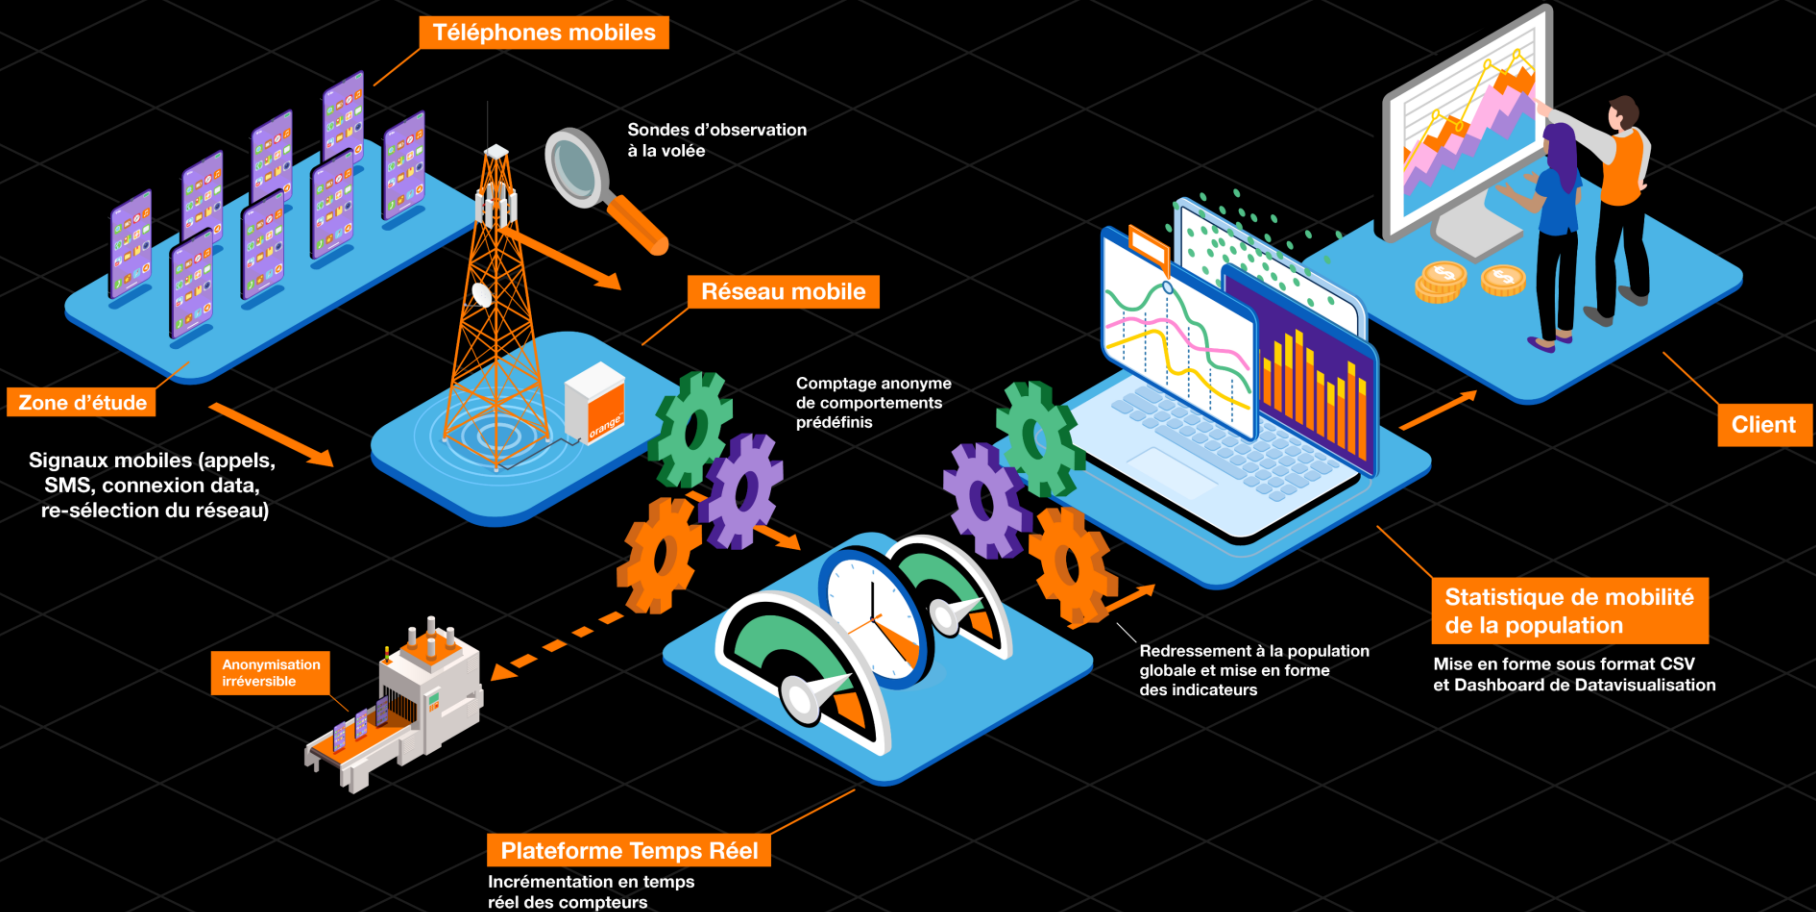 Téléphones mobiles
Sondes d'observation
à la volée
Réseau mobile
Zone d'étude
Signaux mobiles (appels,
SMS, connexion data,
re-sélection du réseau)
orange
Comptage anonyme
de comportements
prédéfinis
Anonymisation
irréversible
Plateforme Temps Réel
Incrémentation en temps
réel des compteurs
Redressement à la population
globale et mise en forme
des indicateurs
Statistique de mobilité
de la population
Mise en forme sous format CSV
et Dashboard de Datavisualisation
Client